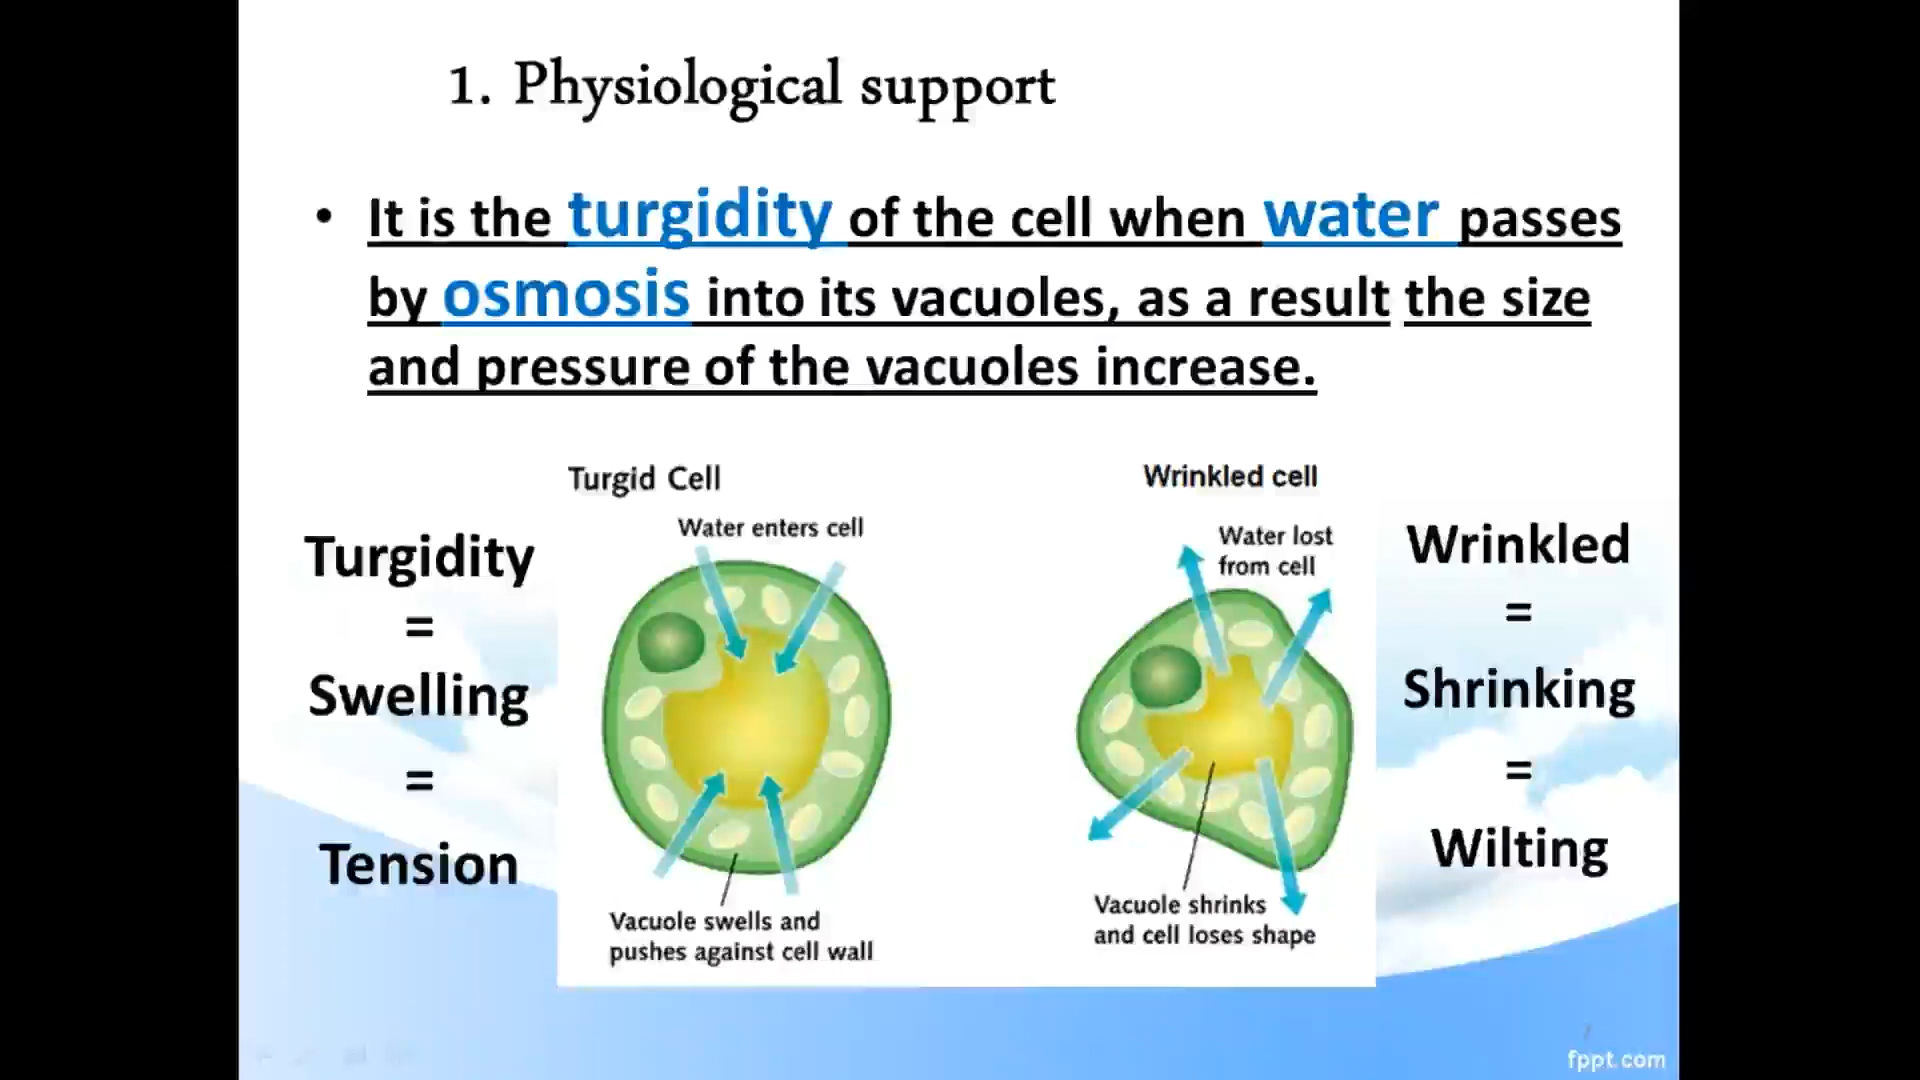 1. Physiological support
• It is the turgidity of the cell when water passes
by osmosis into its vacuoles, as a result the size
and pressure of the vacuoles increase.
Turgidity
=
Swelling
=
Tension
Turgid Cell
Water enters cell
Vacuole swells and
pushes against cell wall
Wrinkled cell
Water lost
from cell
Vacuole shrinks
and cell loses shape
Wrinkled
=
Shrinking
=
Wilting
7
fppt.com